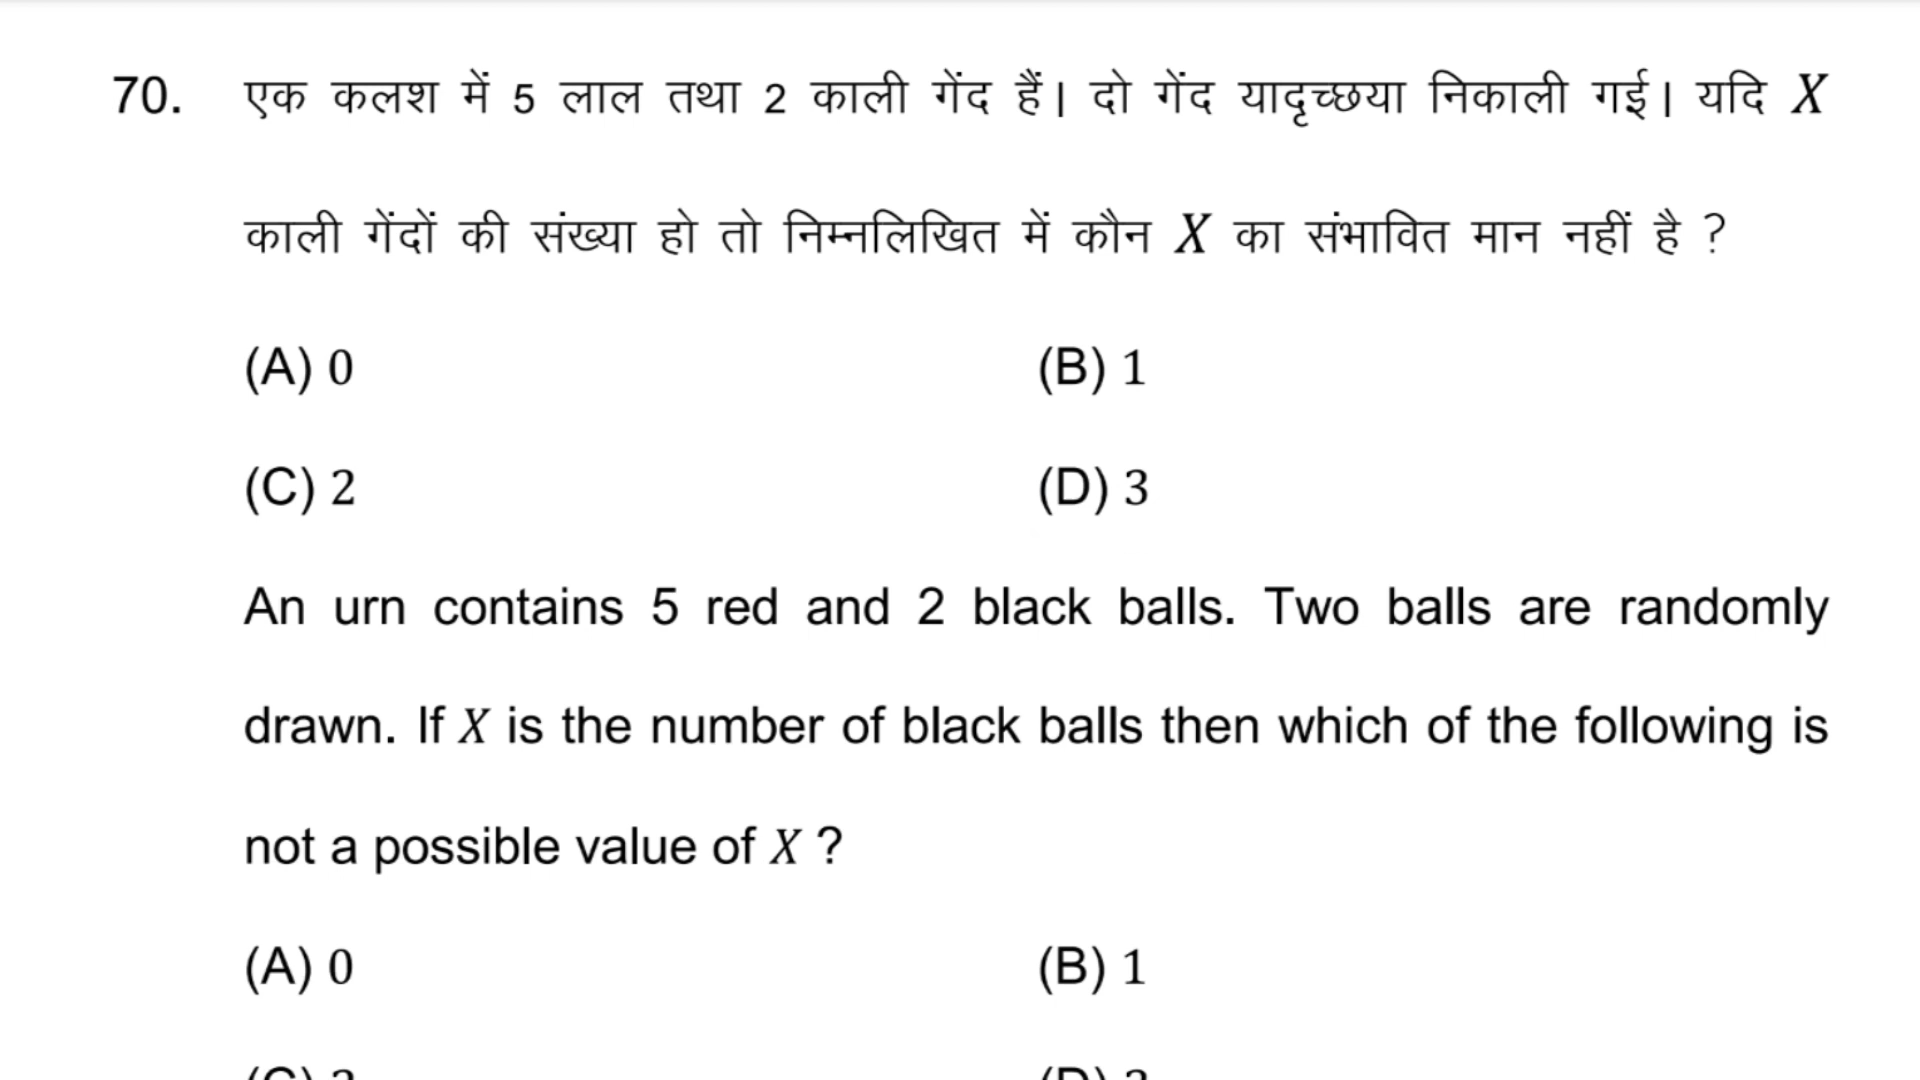 70. एक कलश में 5 लाल तथा 2 काली गेंद हैं। दो गेंद यादृच्छया निकाली गई। यदि X
काली गेंदों की संख्या हो तो निम्नलिखित में कौन X का संभावित मान नहीं है ?
(A) 0 (B) 1
(C) 2 (D) 3
An urn contains 5 red and 2 black balls. Two balls are randomly
drawn. If X is the number of black balls then which of the following is
not a possible value of X ?
(A) 0 (B) 1